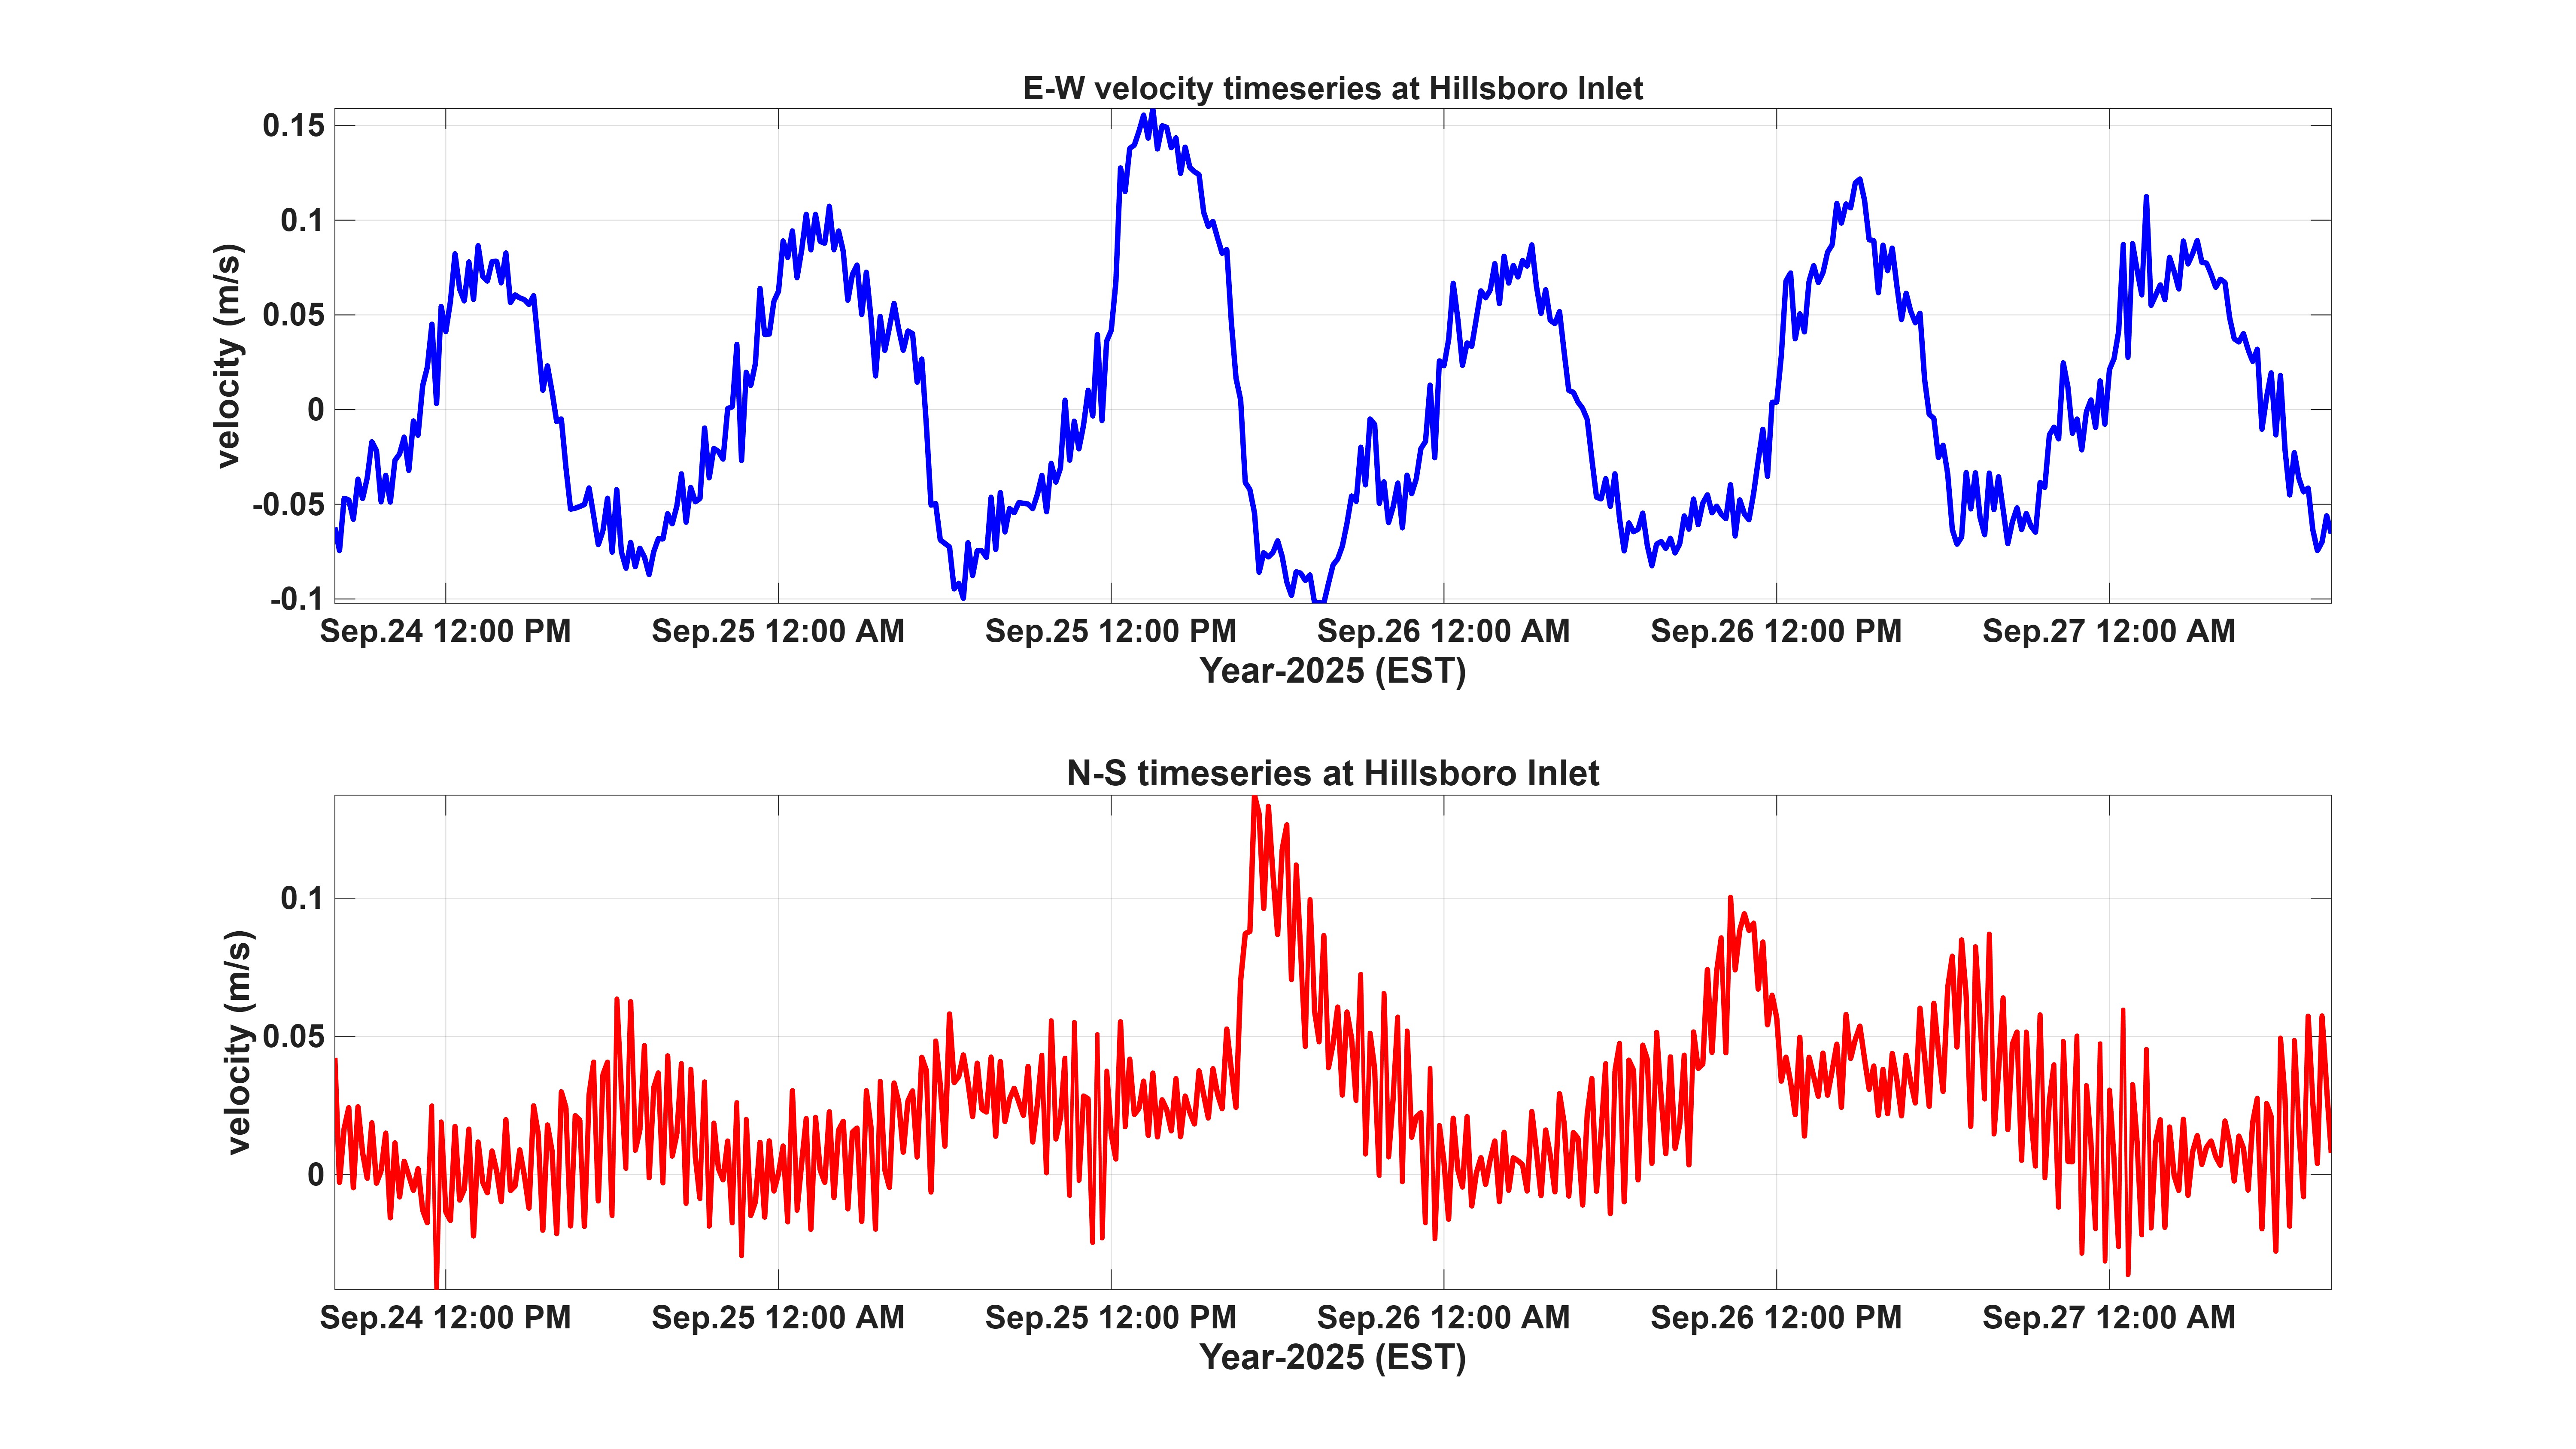 E-W velocity timeseries at Hillsboro Inlet
velocity (m/s)
0.15
0.1
0.05
0
-0.05
-0.1
Sep.24 12:00 PM Sep.25 12:00 AM Sep.25 12:00 PM Sep.26 12:00 AM Sep.26 12:00 PM Sep.27 12:00 AM
Year-2025 (EST)
N-S timeseries at Hillsboro Inlet
velocity (m/s)
0.1
0.05
0
Sep.24 12:00 PM Sep.25 12:00 AM Sep.25 12:00 PM Sep.26 12:00 AM Sep.26 12:00 PM Sep.27 12:00 AM
Year-2025 (EST)